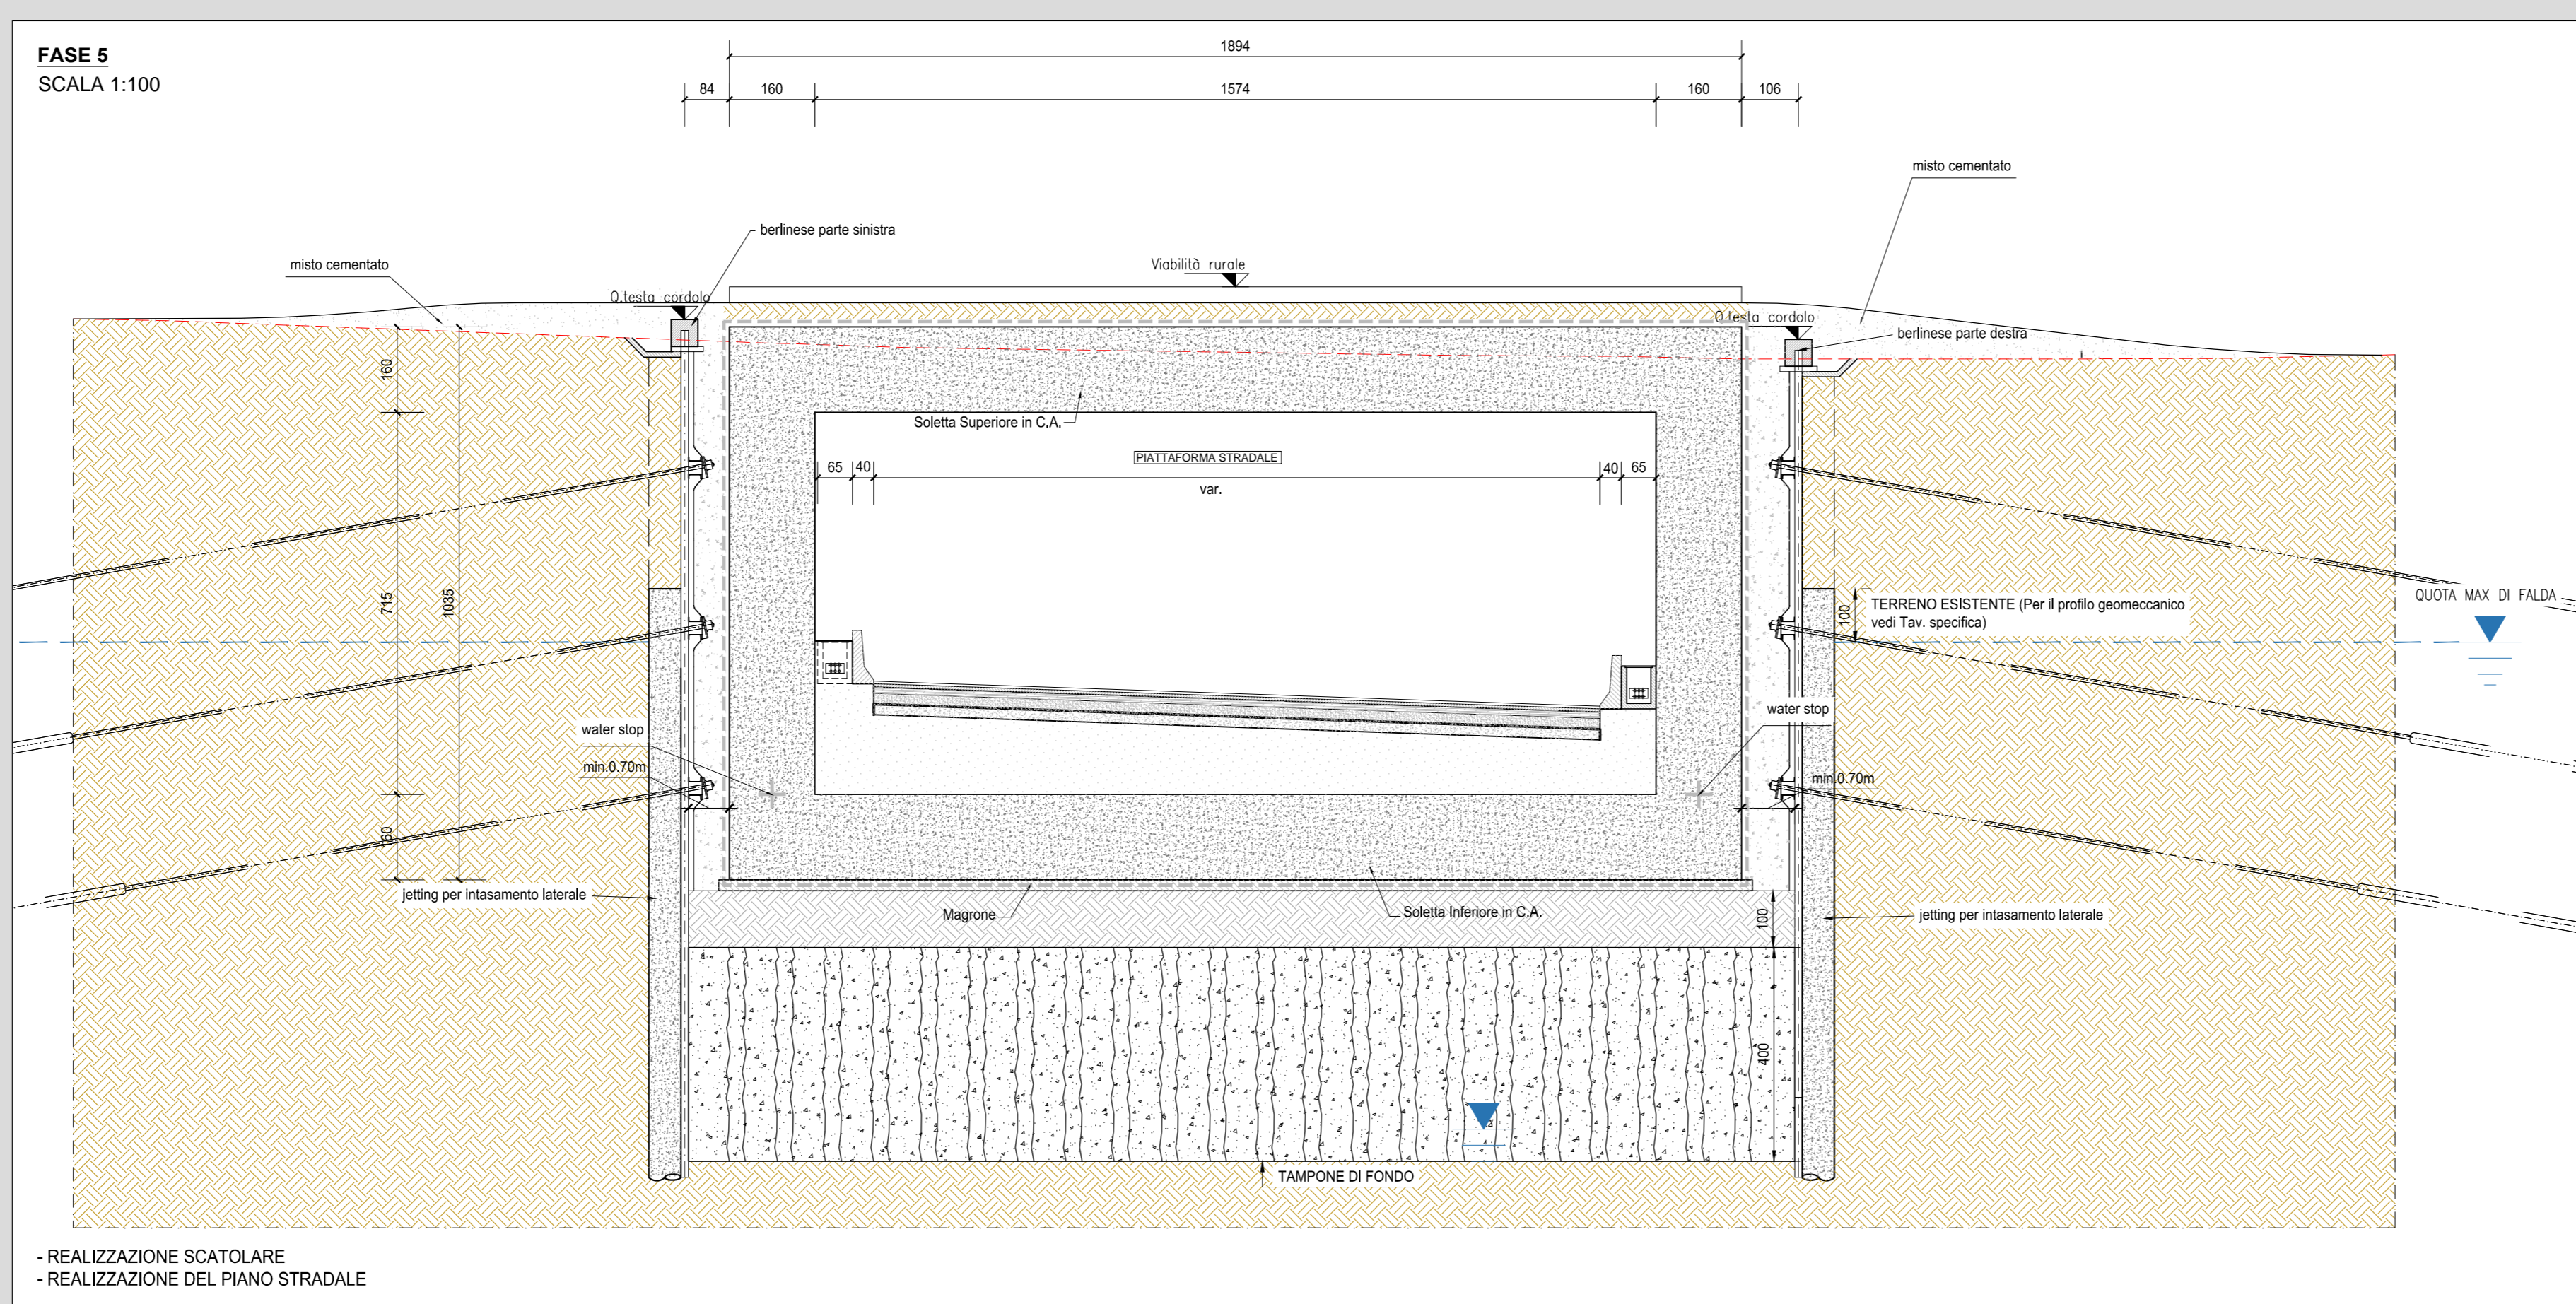 FASE 5
SCALA 1:100
1894
84 160 1574 160 106
misto cementato
berlinese parte sinistra
misto cementato
Viabilità rurale
Q.testa cordolo
Q.testa cordolo
berlinese parte destra
160
Soletta Superiore in C.A.
PIATTAFORMA STRADALE
65 40 40 65
var.
715
1035
100
TERRENO ESISTENTE (Per il profilo geomeccanico
vedi Tav. specifica)
QUOTA MAX DI FALDA
water stop
water stop
min.0.70m
min.0.70m
160
jetting per intasamento laterale
Magrone
Soletta Inferiore in C.A.
100
jetting per intasamento laterale
400
TAMPONE DI FONDO
- REALIZZAZIONE SCATOLARE
- REALIZZAZIONE DEL PIANO STRADALE